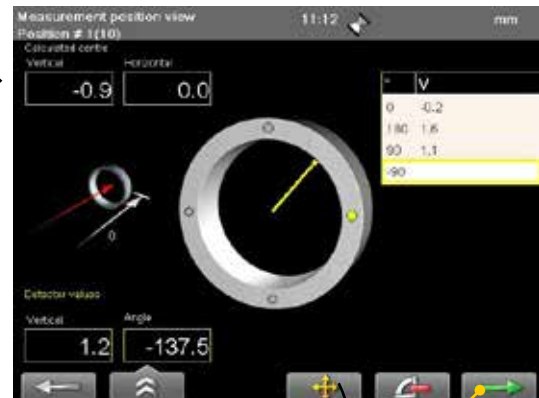 Measurement position view
11:12
mm
Position # 1(10)
Calculated centre
Vertical
Horizontal
-0.9
0.0
° V
0 -0.2
180 1.6
90 1.1
-90
0
Detector values
Vertical
Angle
1.2
-137.5